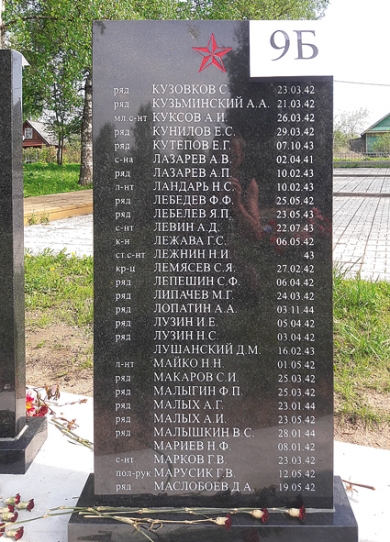 9Б
ряд КУЗОВКОВ С. 23.03.42
ряд КУЗЬМИНСКИЙ А.А. 21.03.42
мл.с-нт КУКСОВ А.И. 26.03.42
ряд КУНИЛОВ Е.С. 29.03.42
ряд КУТЕПОВ Е.Г. 07.10.43
с-на ЛАЗАРЕВ А.В. 02.04.41
ряд ЛАЗАРЕВ А.П. 10.02.43
л-нт ЛАНДАРЬ Н.С. 10.02.43
ряд ЛЕБЕДЕВ Ф.Ф. 25.05.42
ряд ЛЕБЕЛЕВ Я.П. 23.05.43
с-нт ЛЕВИН А.Д. 22.07.43
к-н ЛЕЖАВА Г.С. 06.05.42
ст.с-нт ЛЕЖНИН Н.И. 43
кр-ц ЛЕМЯСЕВ С.Я. 27.02.42
ряд ЛЕПЕШИН С.Ф. 06.04.42
ряд ЛИПАЧЕВ М.Г. 24.03.42
ряд ЛОПАТИН А.А. 03.11.44
ряд ЛУЗИН И.Е. 05.04.42
ряд ЛУЗИН Н.С. 03.04.42
ЛУШАНСКИЙ Д.М. 16.02.43
л-нт МАЙКО Н.Н. 01.05.42
ряд МАКАРОВ С.И. 25.03.42
ряд МАЛЫГИН Ф.П. 25.03.42
ряд МАЛЫХ А.Г. 23.01.44
ряд МАЛЫХ А.И. 23.05.42
ряд МАЛЫШКИН В.С. 28.01.44
МАРИЕВ Н.Ф. 08.01.42
с-нт МАРКОВ Г.В. 23.03.42
пол-рук МАРУСИК Г.В. 12.05.42
ряд МАСЛОБОЕВ Д.А. 19.05.42